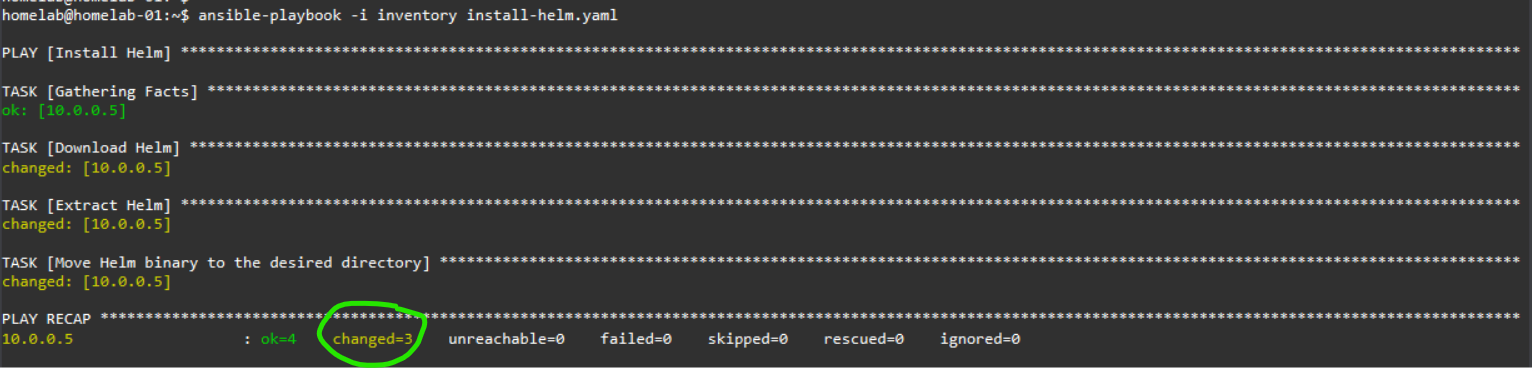 homelab@homelab-01:~$ ansible-playbook -i inventory install-helm.yaml
PLAY [Install Helm] ******************************************************************************************************************************************************
TASK [Gathering Facts] ***************************************************************************************************************************************************
ok: [10.0.0.5]
TASK [Download Helm] *****************************************************************************************************************************************************
changed: [10.0.0.5]
TASK [Extract Helm] ******************************************************************************************************************************************************
changed: [10.0.0.5]
TASK [Move Helm binary to the desired directory] *************************************************************************************************************************
changed: [10.0.0.5]
PLAY RECAP ***************************************************************************************************************************************************************
10.0.0.5                   : ok=4    changed=3    unreachable=0    failed=0    skipped=0    rescued=0    ignored=0